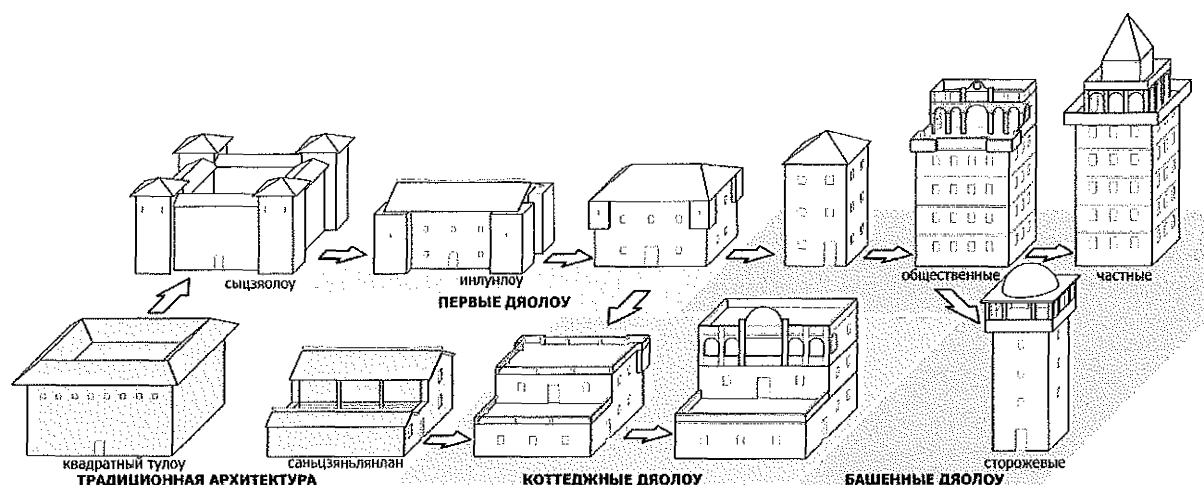 сыцзяолоу
инлунлоу
ПЕРВЫЕ ДЯОЛОУ
общественные
частные
квадратный тулоу
саньцзяньлянлан
сторожевые
ТРАДИЦИОННАЯ АРХИТЕКТУРА
КОТТЕДЖНЫЕ ДЯОЛОУ
БАШЕННЫЕ ДЯОЛОУ